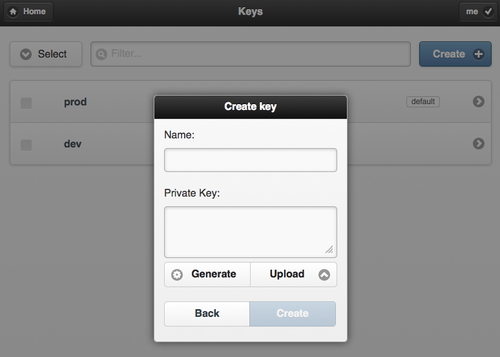 Home
Keys
me
Select
Filter...
Create
prod
default
dev
Create key
Name:
Private Key:
Generate
Upload
Back
Create